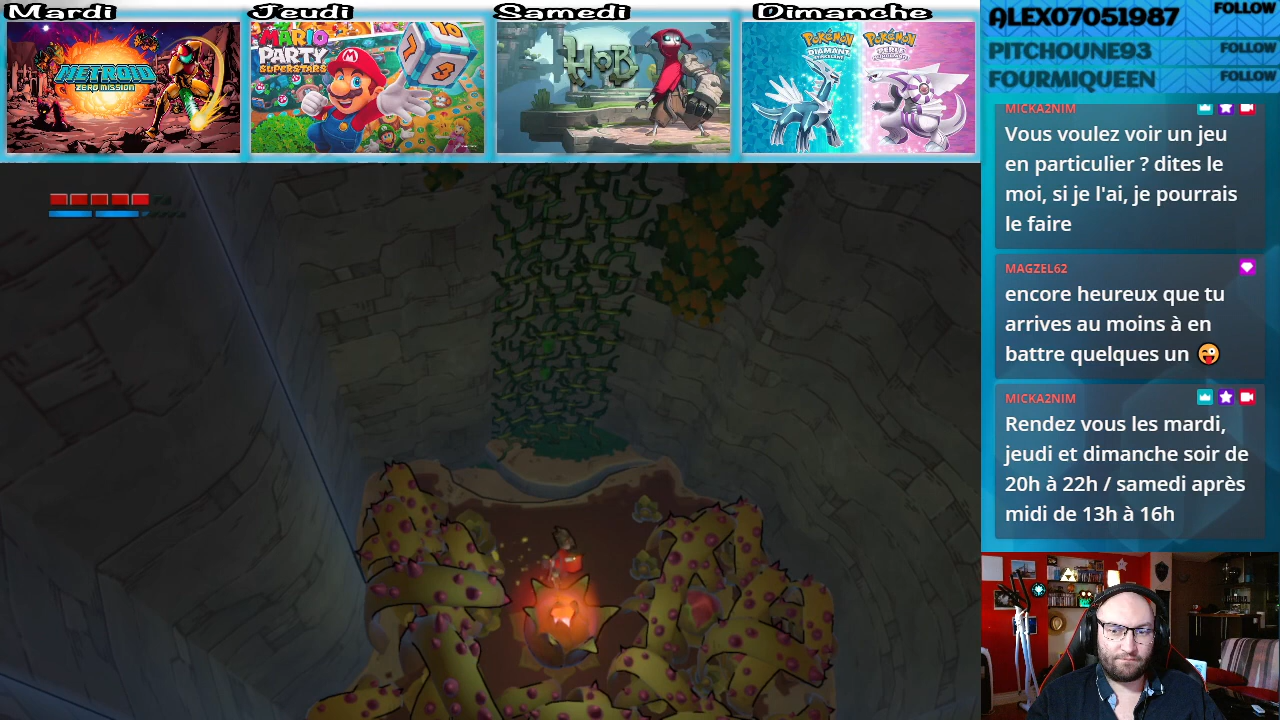 Mardi
Jeudi
Samedi
Dimanche
METROID
ZERO MISSION
MARIO
PARTY
SUPERSTARS
HOB
POKÉMON
DIAMANT
POKÉMON
PERLE
ALEX07051987 FOLLOW
PITCHOUNE93 FOLLOW
FOURMIQUEEN FOLLOW
MICKA2NIM
Vous voulez voir un jeu
en particulier ? dites le
moi, si je l'ai, je pourrais
le faire
MAGZEL62
encore heureux que tu
arrives au moins à en
battre quelques un 😜
MICKA2NIM
Rendez vous les mardi,
jeudi et dimanche soir de
20h à 22h / samedi après
midi de 13h à 16h